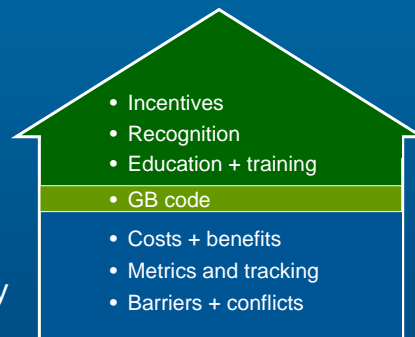 • Incentives
• Recognition
• Education + training
• GB code
• Costs + benefits
• Metrics and tracking
• Barriers + conflicts